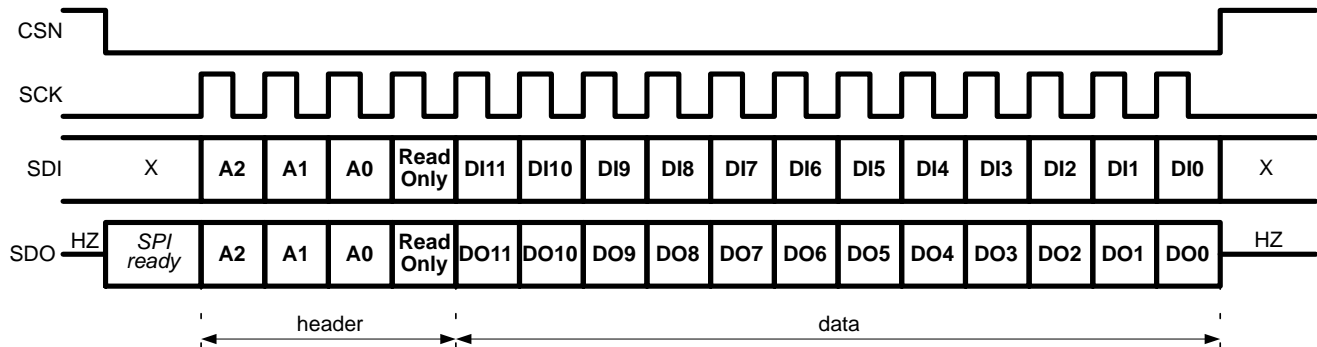 CSN
SCK
SDI X A2 A1 A0 Read Only DI11 DI10 DI9 DI8 DI7 DI6 DI5 DI4 DI3 DI2 DI1 DI0 X
SDO HZ SPI ready A2 A1 A0 Read Only DO11 DO10 DO9 DO8 DO7 DO6 DO5 DO4 DO3 DO2 DO1 DO0 HZ
header data